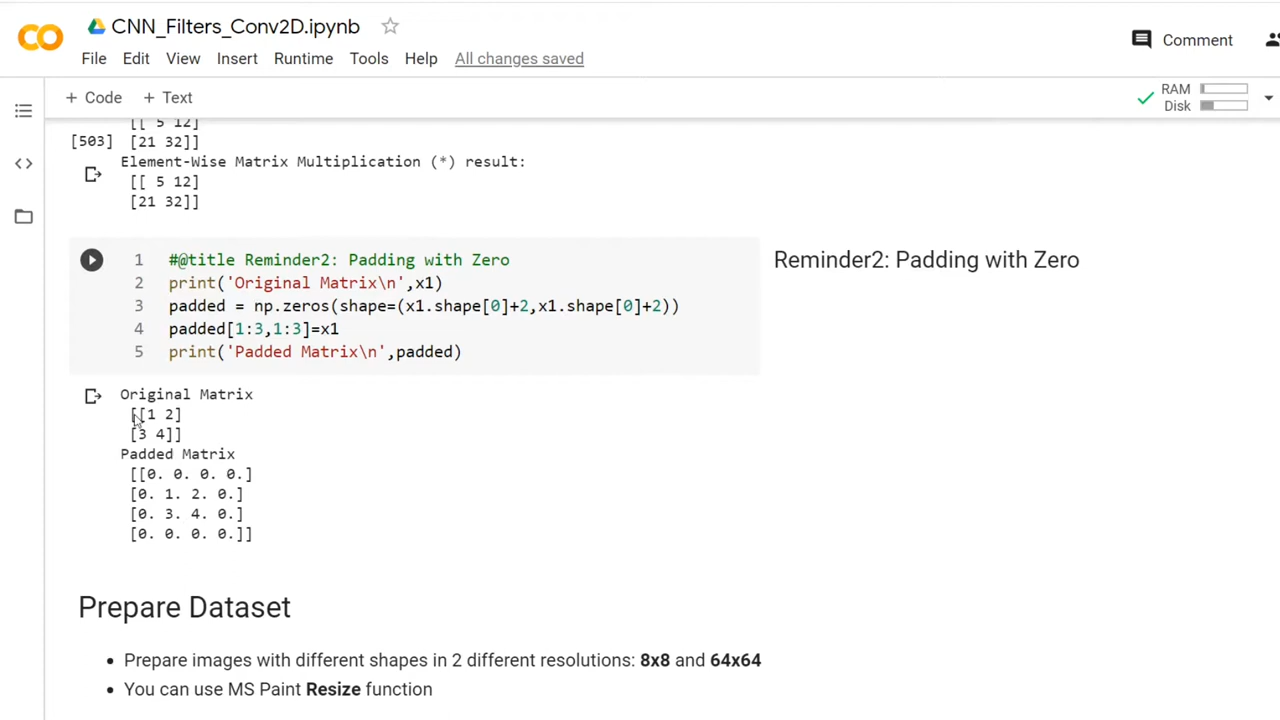 CNN_Filters_Conv2D.ipynb
Comment
File Edit View Insert Runtime Tools Help All changes saved
+ Code + Text
RAM
Disk
[[ 5 12]
[503] [21 32]]
Element-Wise Matrix Multiplication (*) result:
[[ 5 12]
[21 32]]
1 #@title Reminder2: Padding with Zero
2 print('Original Matrix\n',x1)
3 padded = np.zeros(shape=(x1.shape[0]+2,x1.shape[0]+2))
4 padded[1:3,1:3]=x1
5 print('Padded Matrix\n',padded)
Reminder2: Padding with Zero
Original Matrix
[[1 2]
[3 4]]
Padded Matrix
[[0. 0. 0. 0.]
[0. 1. 2. 0.]
[0. 3. 4. 0.]
[0. 0. 0. 0.]]
Prepare Dataset
• Prepare images with different shapes in 2 different resolutions: 8x8 and 64x64
• You can use MS Paint Resize function